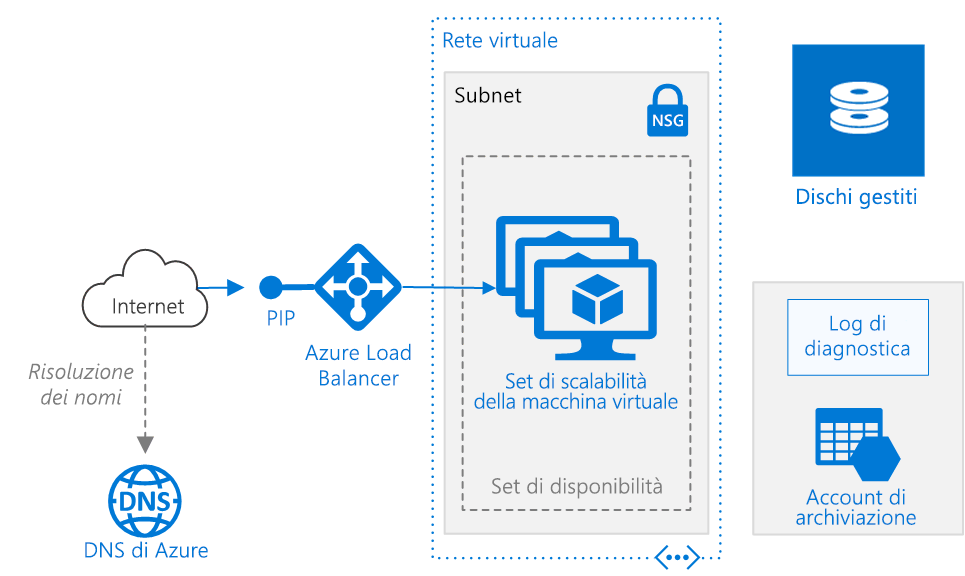 Rete virtuale
Subnet
NSG
Dischi gestiti
Internet
PIP
Azure Load
Balancer
Risoluzione
dei nomi
DNS
DNS di Azure
Set di scalabilità
della macchina virtuale
Set di disponibilità
Log di
diagnostica
Account di
archiviazione